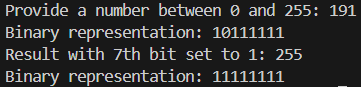 Provide a number between 0 and 255: 191
Binary representation: 10111111
Result with 7th bit set to 1: 255
Binary representation: 11111111